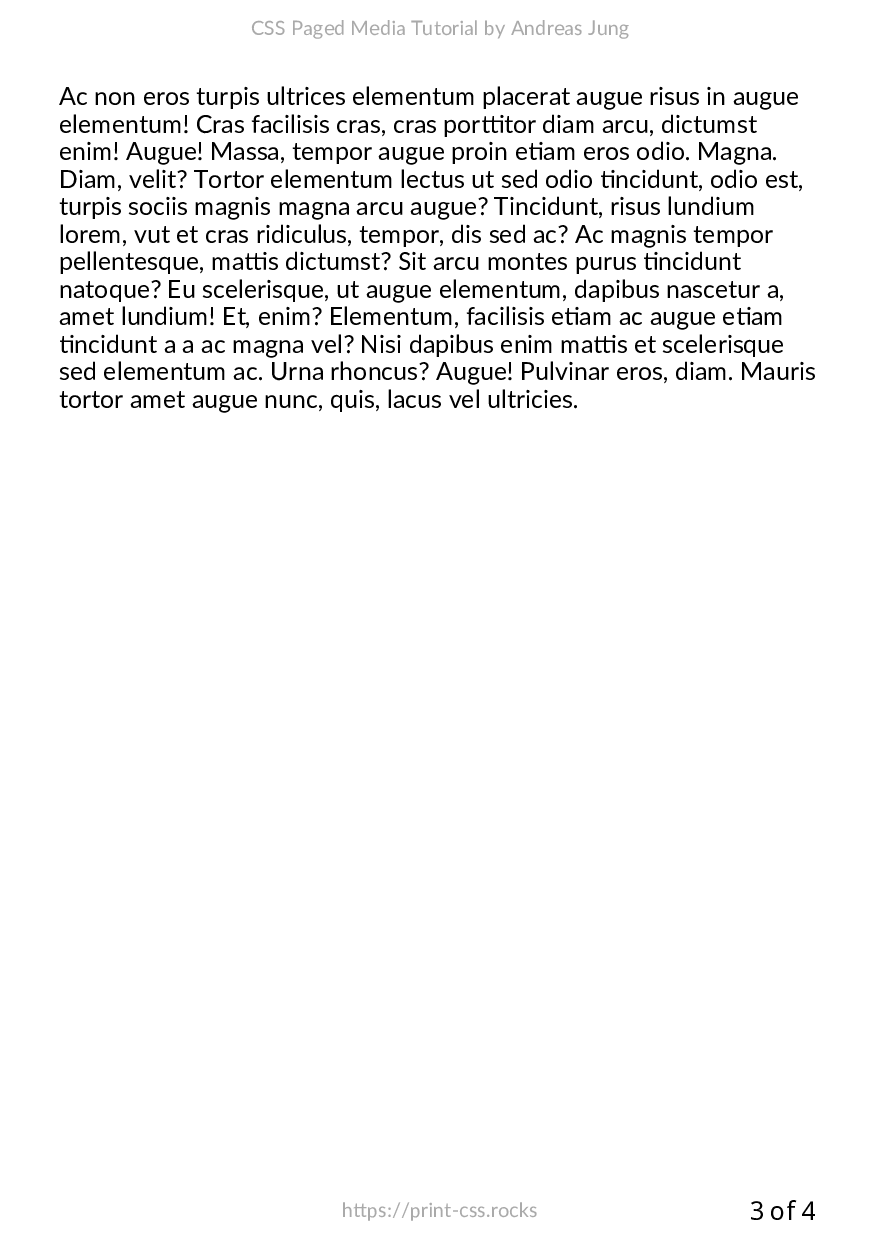 CSS Paged Media Tutorial by Andreas Jung
Ac non eros turpis ultrices elementum placerat augue risus in augue
elementum! Cras facilisis cras, cras porttitor diam arcu, dictumst
enim! Augue! Massa, tempor augue proin etiam eros odio. Magna.
Diam, velit? Tortor elementum lectus ut sed odio tincidunt, odio est,
turpis sociis magnis magna arcu augue? Tincidunt, risus lundium
lorem, vut et cras ridiculus, tempor, dis sed ac? Ac magnis tempor
pellentesque, mattis dictumst? Sit arcu montes purus tincidunt
natoque? Eu scelerisque, ut augue elementum, dapibus nascetur a,
amet lundium! Et, enim? Elementum, facilisis etiam ac augue etiam
tincidunt a a ac magna vel? Nisi dapibus enim mattis et scelerisque
sed elementum ac. Urna rhoncus? Augue! Pulvinar eros, diam. Mauris
tortor amet augue nunc, quis, lacus vel ultricies.
https://print-css.rocks
3 of 4